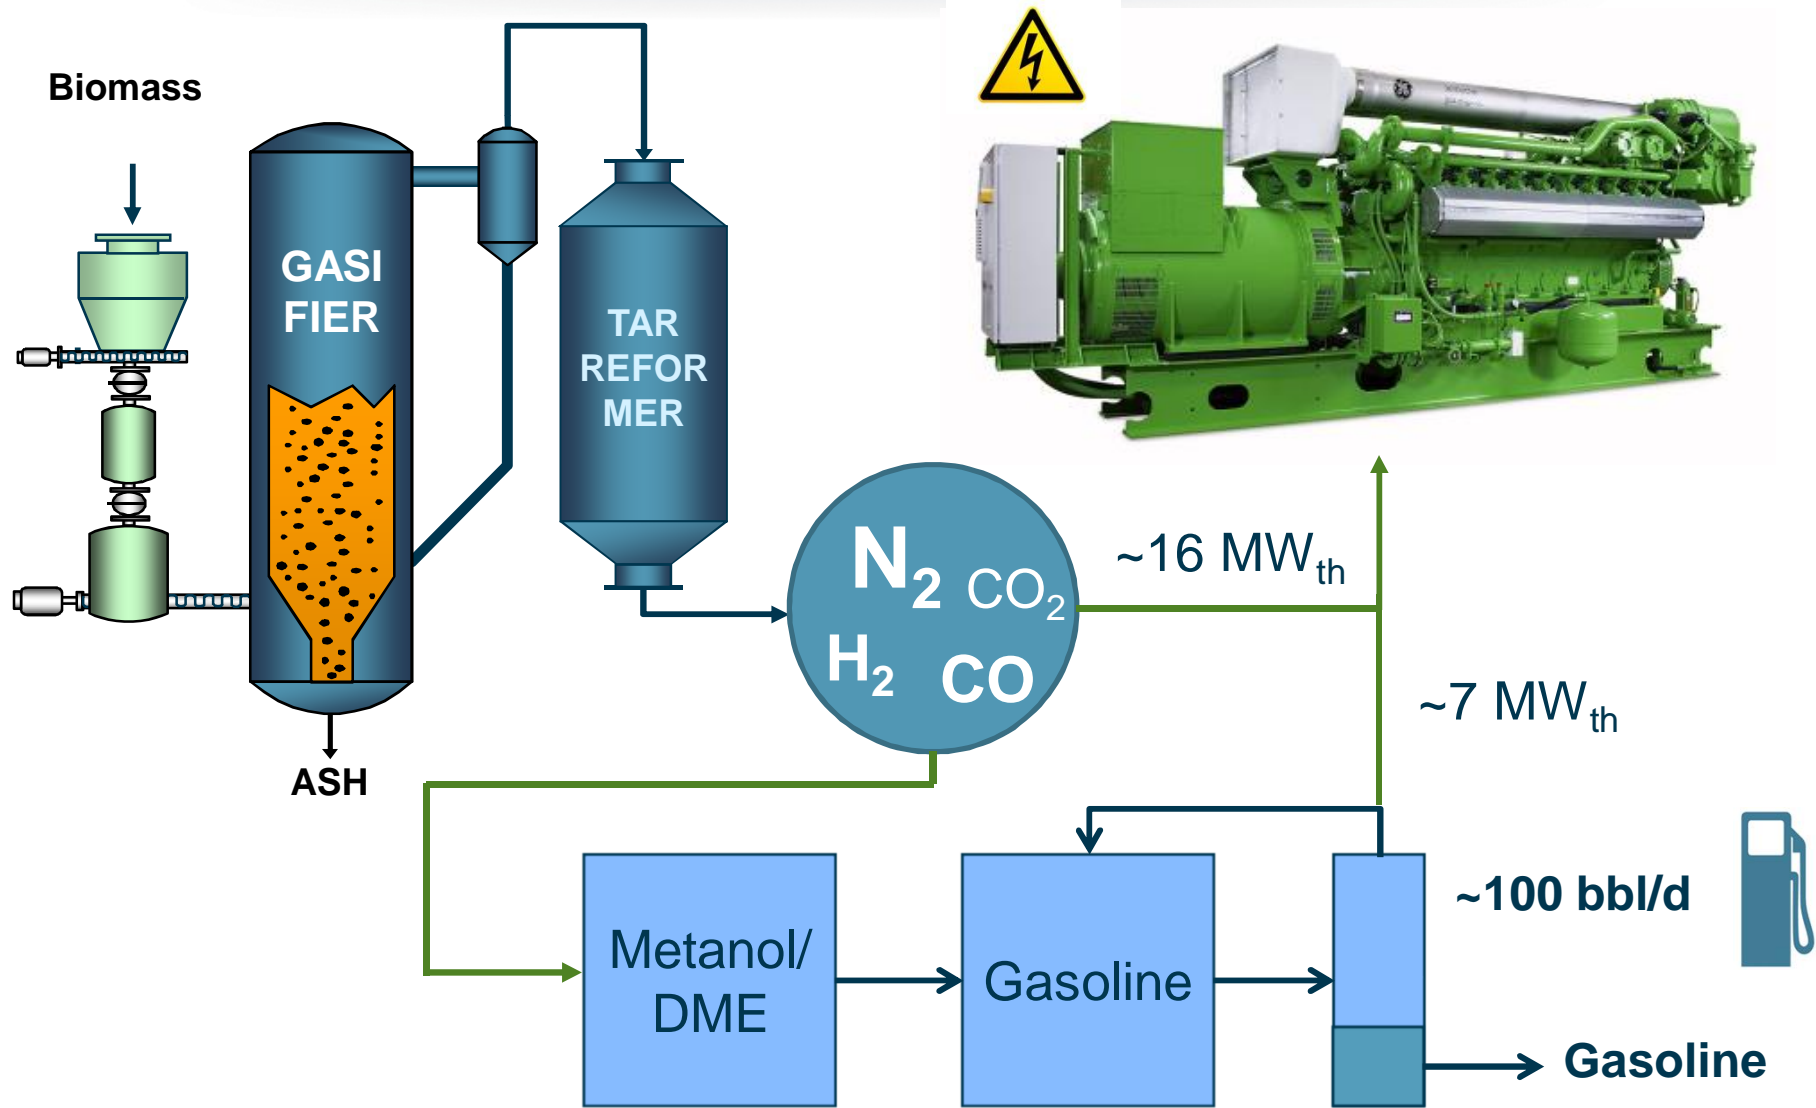 Biomass
GASI
FIER
TAR
REFOR
MER
ASH
N2 CO2
H2 CO
~16 MWth
~7 MWth
Metanol/
DME
Gasoline
~100 bbl/d
Gasoline